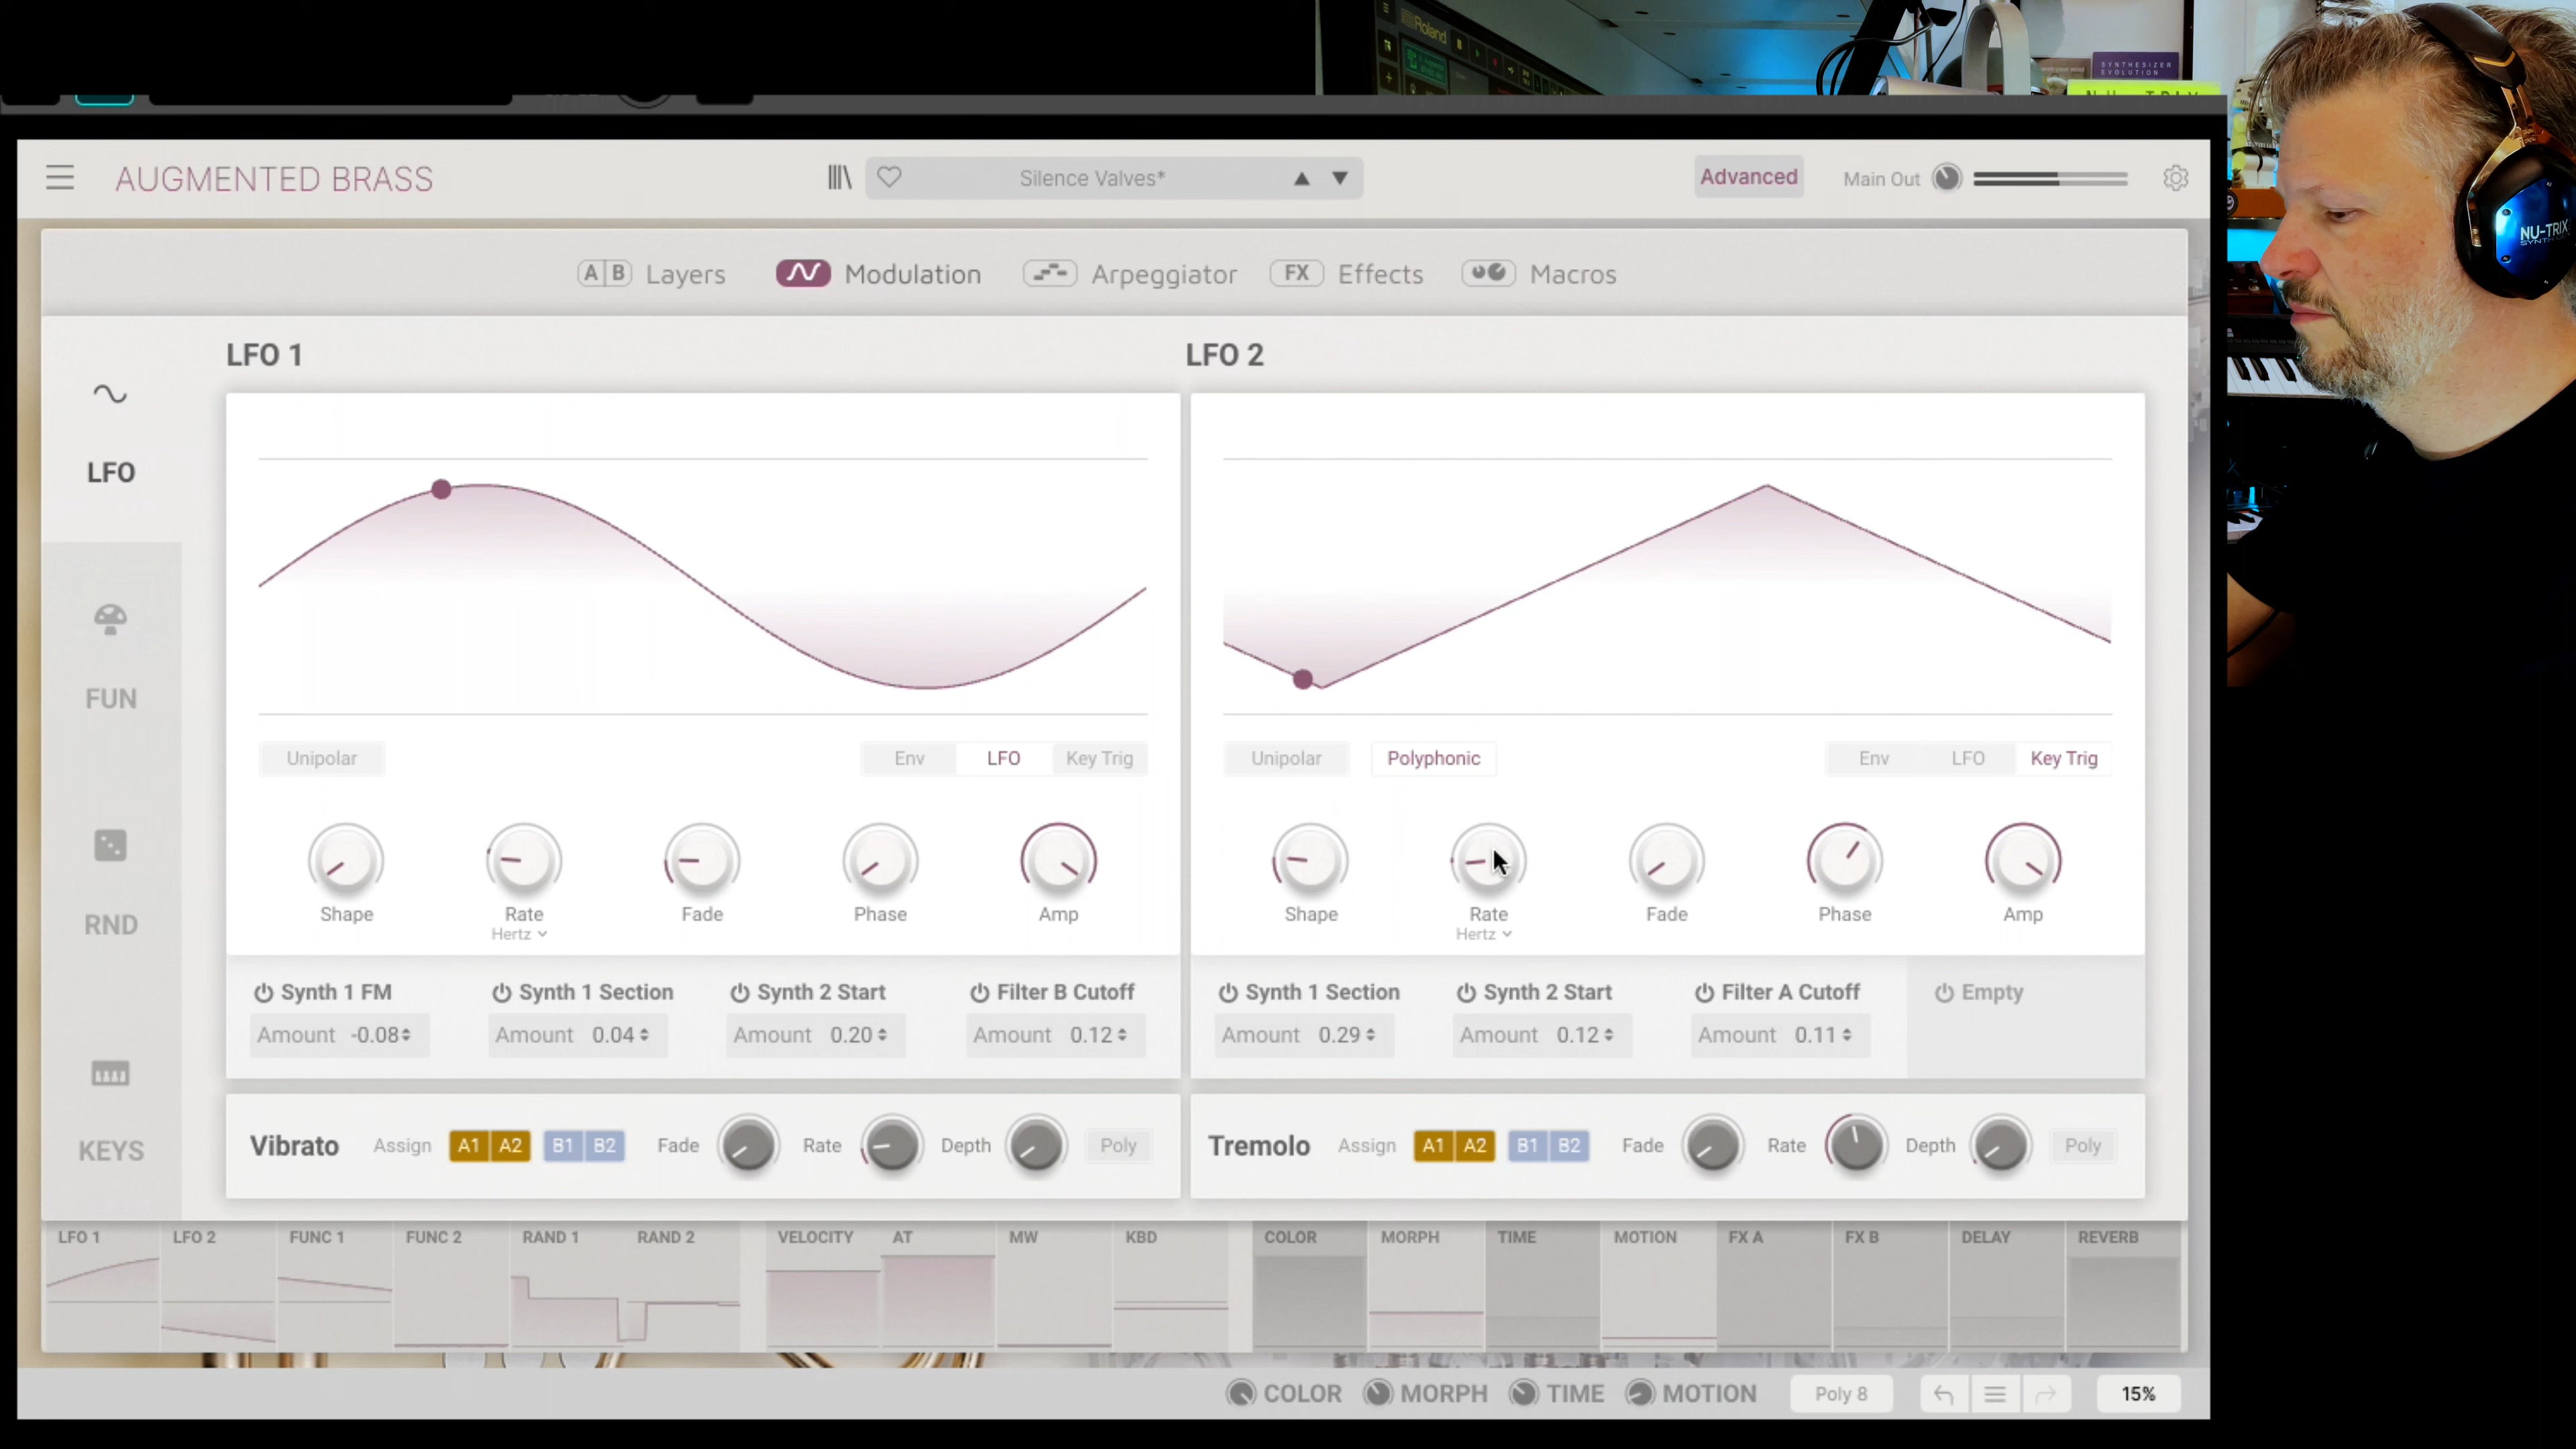 Roland
SYNTHESIZER
EVOLUTION
NU-TRIX
AUGMENTED BRASS
Silence Valves*
Advanced
Main Out
NU-TRIX
A B Layers
Modulation
Arpeggiator
FX Effects
Macros
LFO 1
LFO 2
LFO
FUN
RND
KEYS
Unipolar
Env
LFO
Key Trig
Unipolar
Polyphonic
Env
LFO
Key Trig
Shape
Rate
Hertz
Fade
Phase
Amp
Shape
Rate
Hertz
Fade
Phase
Amp
Synth 1 FM
Amount -0.08
Synth 1 Section
Amount 0.04
Synth 2 Start
Amount 0.20
Filter B Cutoff
Amount 0.12
Synth 1 Section
Amount 0.29
Synth 2 Start
Amount 0.12
Filter A Cutoff
Amount 0.11
Empty
Vibrato Assign A1 A2 B1 B2 Fade Rate Depth Poly
Tremolo Assign A1 A2 B1 B2 Fade Rate Depth Poly
LFO 1 LFO 2 FUNC 1 FUNC 2 RAND 1 RAND 2 VELOCITY AT MW KBD COLOR MORPH TIME MOTION FX A FX B DELAY REVERB
COLOR MORPH TIME MOTION Poly 8 15%